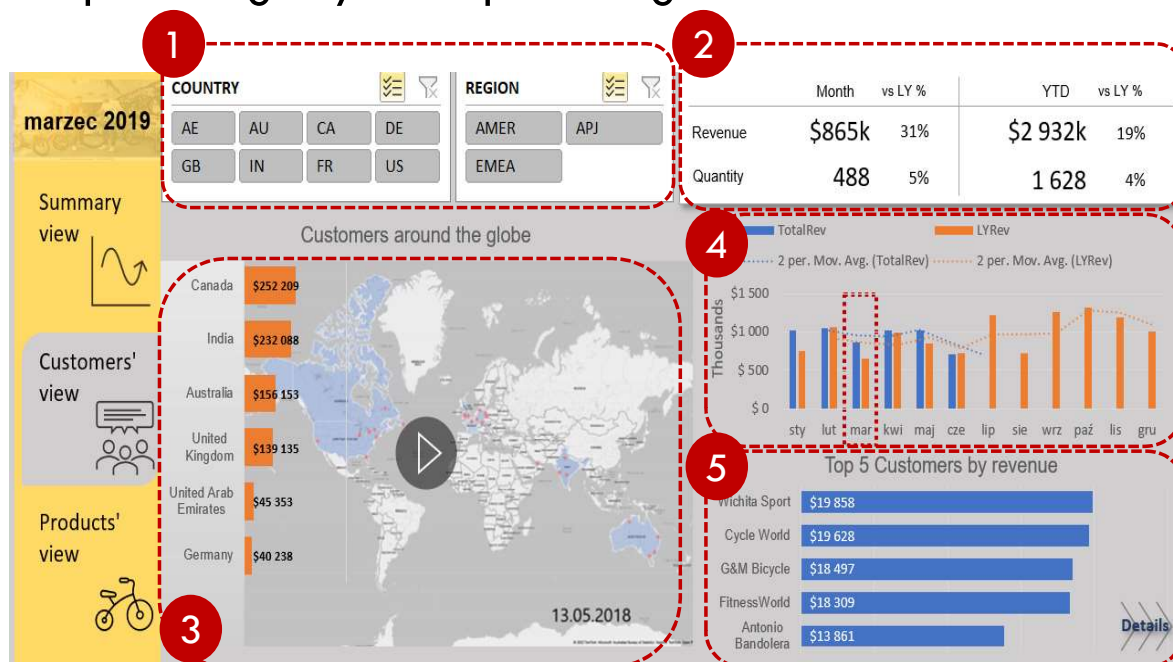 1
2
marzec 2019
Summary
view
Customers'
view
Products'
view
COUNTRY
AE AU CA DE
GB IN FR US
REGION
AMER APJ
EMEA
Month vs LY % YTD vs LY %
Revenue $865k 31% $2 932k 19%
Quantity 488 5% 1 628 4%
Customers around the globe
Canada $252 209
India $232 088
Australia $156 153
United
Kingdom $139 135
United Arab
Emirates $45 353
Germany $40 238
13.05.2018
3
4
TotalRev LYRev
2 per. Mov. Avg. (TotalRev) 2 per. Mov. Avg. (LYRev)
Thousands
$1 500
$1 000
$ 500
$ 0
sty lut mar kwi maj cze lip sie wrz paź lis gru
5
Top 5 Customers by revenue
Wichita Sport $19 858
Cycle World $19 628
G&M Bicycle $18 497
FitnessWorld $18 309
Antonio
Bandolera $13 861
Details